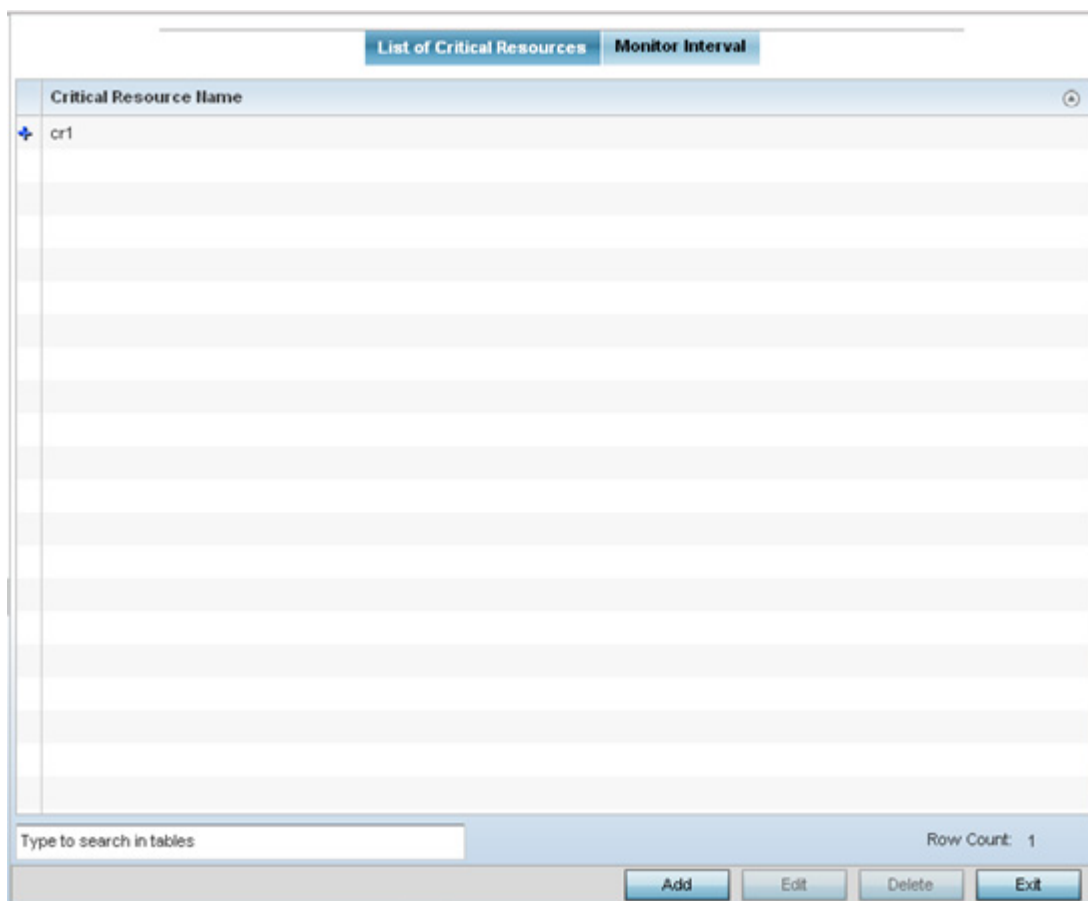 List of Critical Resources Monitor Interval
Critical Resource Name
cr1
Type to search in tables Row Count: 1
Add Edit Delete Exit